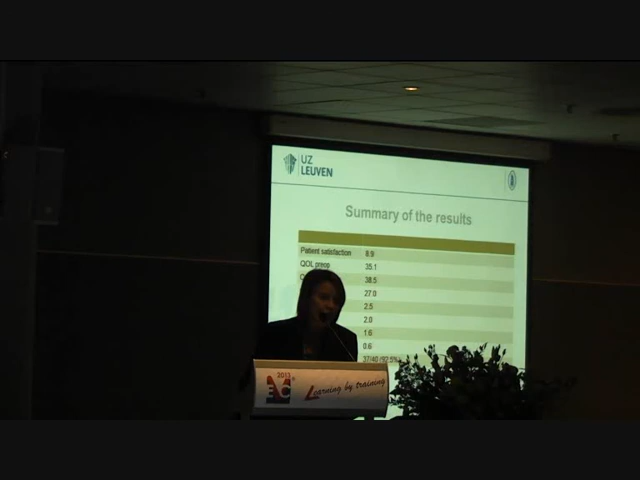 UZ
LEUVEN
Summary of the results
Patient satisfaction 8.9
QOL preop 35.1
38.5
27.0
2.5
2.0
1.6
0.6
37/40 (92.5%)
2013
Learning by training